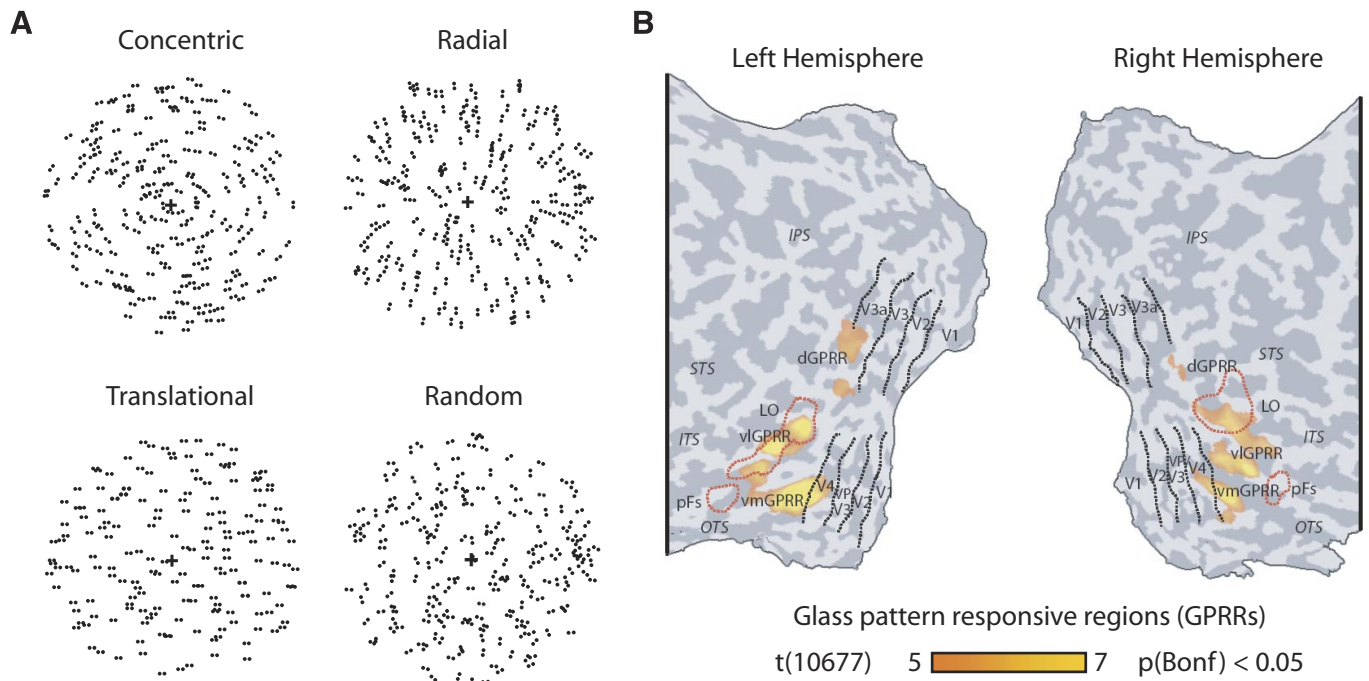 A
Concentric
Radial
Translational
Random
B
Left Hemisphere
Right Hemisphere
IPS
V3a
V3
V2
V1
dGPRR
STS
LO
vlGPRR
ITS
pFs
vmGPRR
OTS
V4
VP
V3
V2
V1
IPS
V1
V2
V3
V3a
dGPRR
STS
LO
ITS
vlGPRR
V1
V2
VP
V3
V4
vmGPRR
pFs
OTS
Glass pattern responsive regions (GPRRs)
t(10677) 5 7 p(Bonf) < 0.05